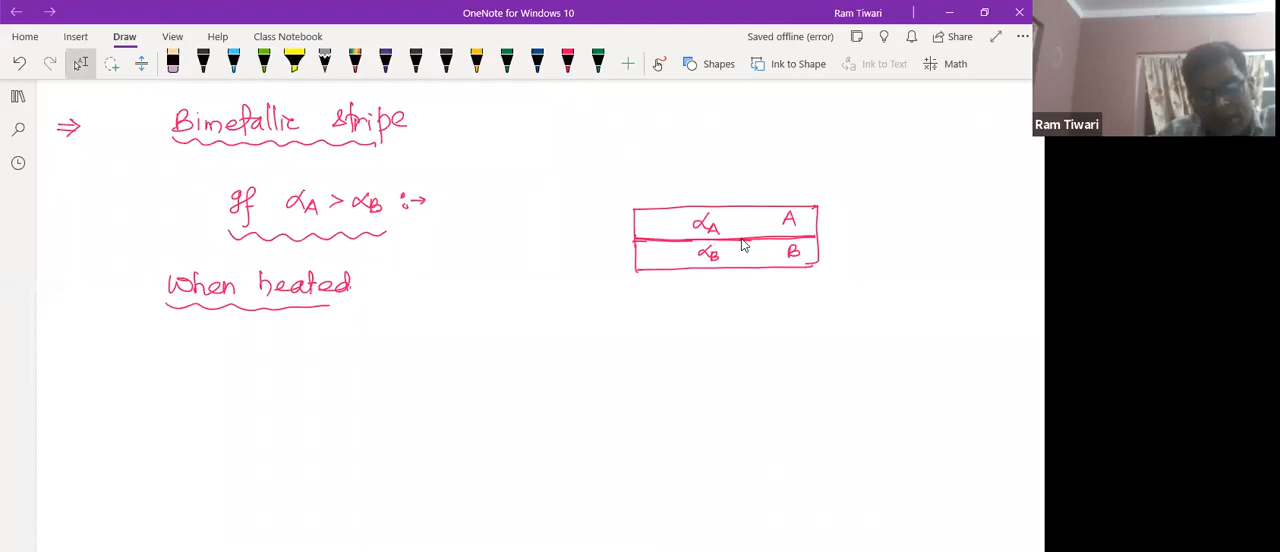 OneNote for Windows 10
Ram Tiwari
Home Insert Draw View Help Class Notebook
Saved offline (error) Share
Shapes Ink to Shape Ink to Text Math
Ram Tiwari
⇒ Bimetallic stripe
If αA > αB :→
αA A
αB B
When heated